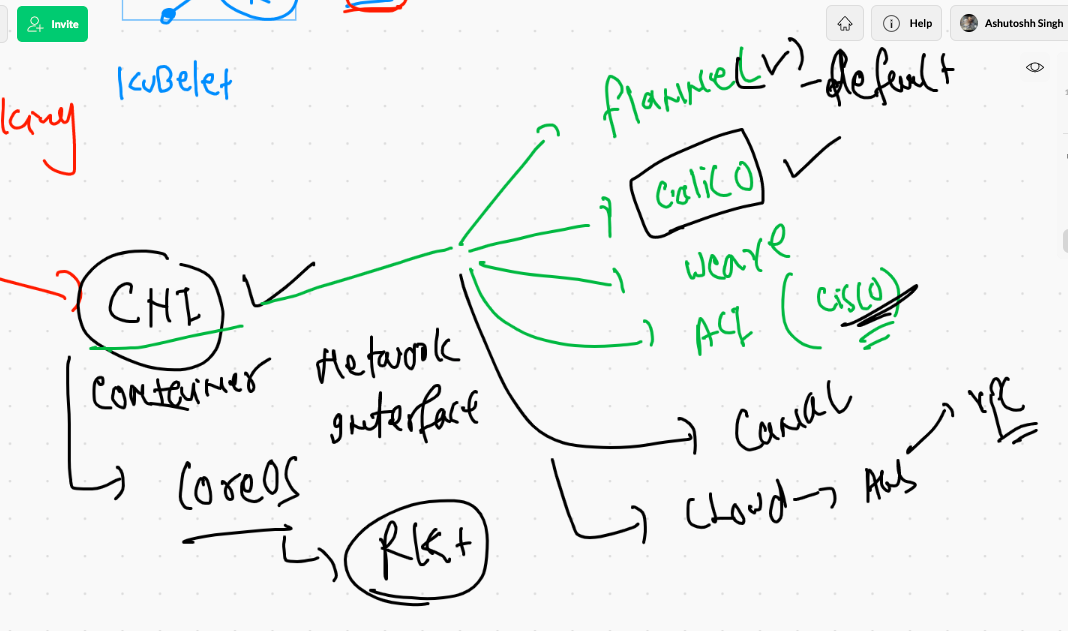 Invite
Help
Ashutoshh Singh
KuBelet
flannel
-default
calico
weave
ACI
(cisco)
CNI
Container Network
interface
CoreOS
RKt
Canal
Cloud
AWS
VPC